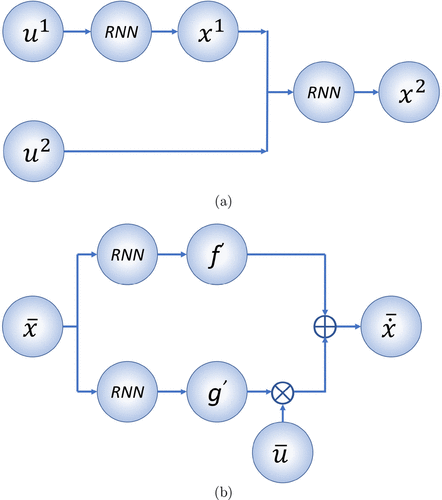 u¹ RNN x¹
RNN x²
u²
(a)
RNN f′
x̄ ẋ̄
RNN g′
ū
(b)